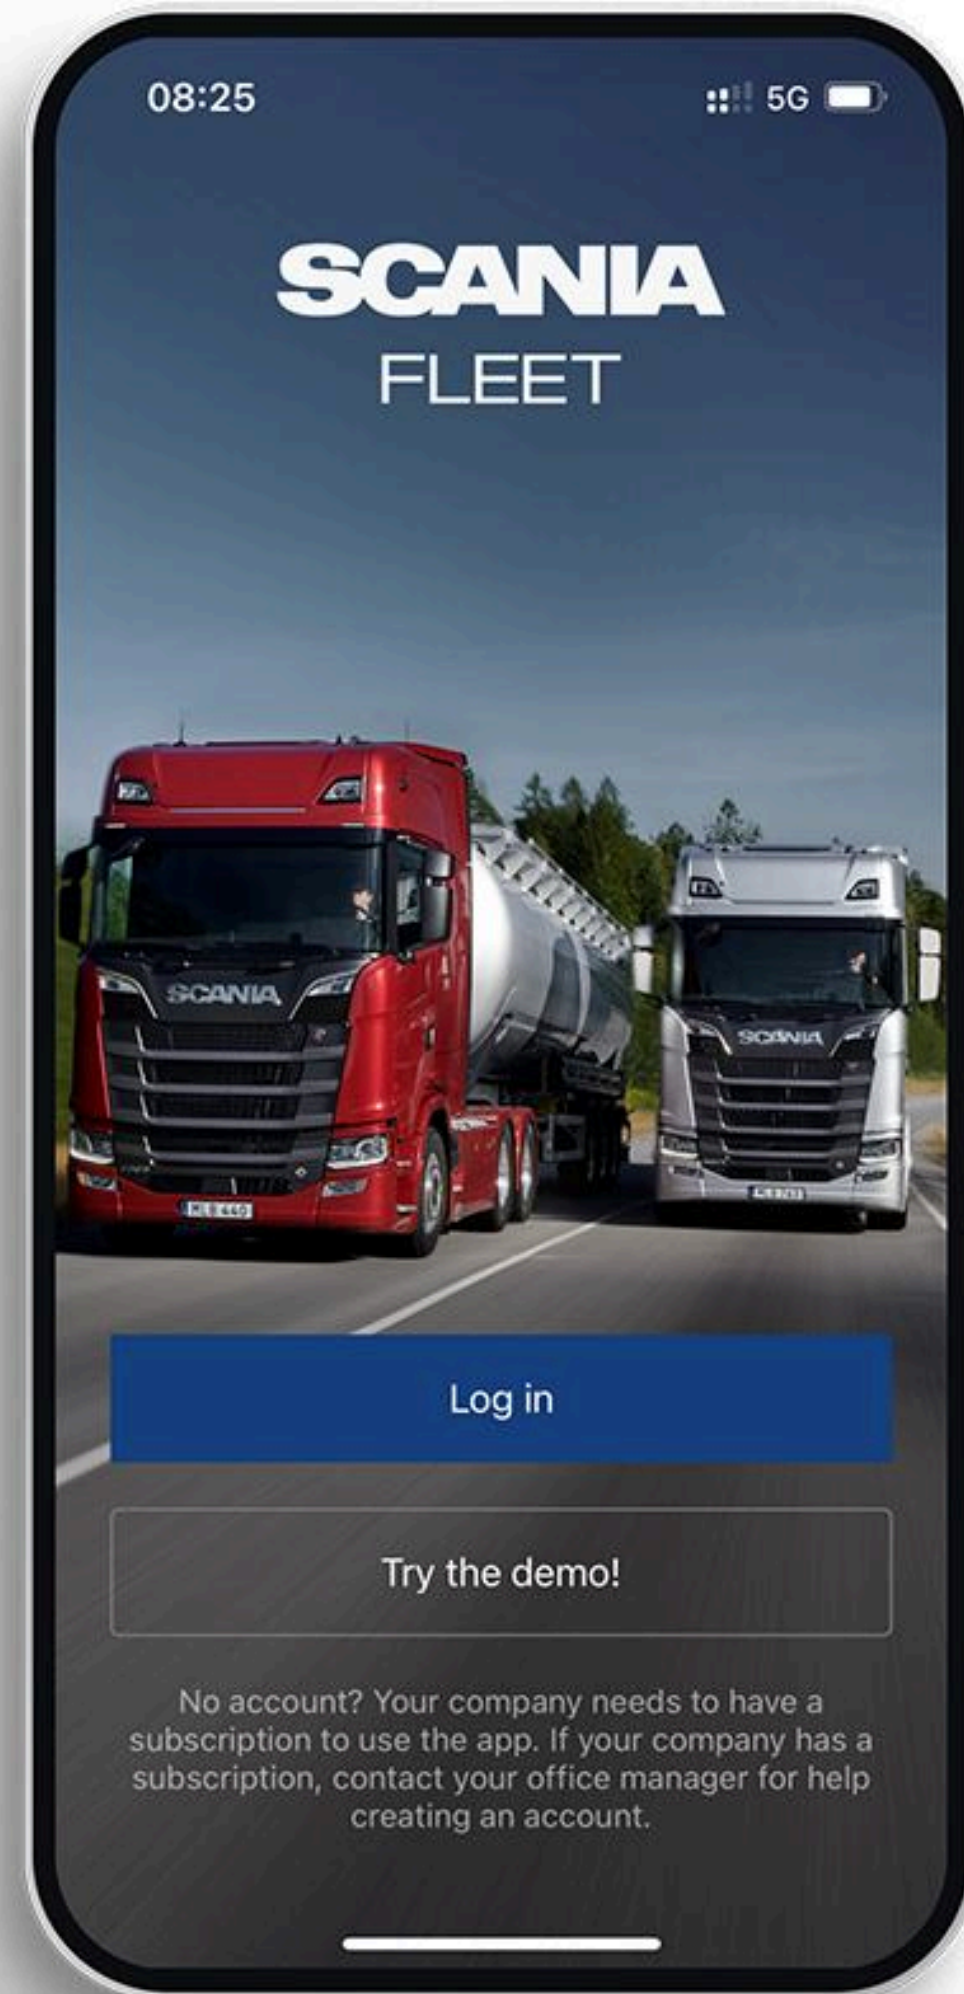 08:25
5G
SCANIA
FLEET
SCANIA
SCANIA
MLB 440
Log in
Try the demo!
No account? Your company needs to have a
subscription to use the app. If your company has a
subscription, contact your office manager for help
creating an account.